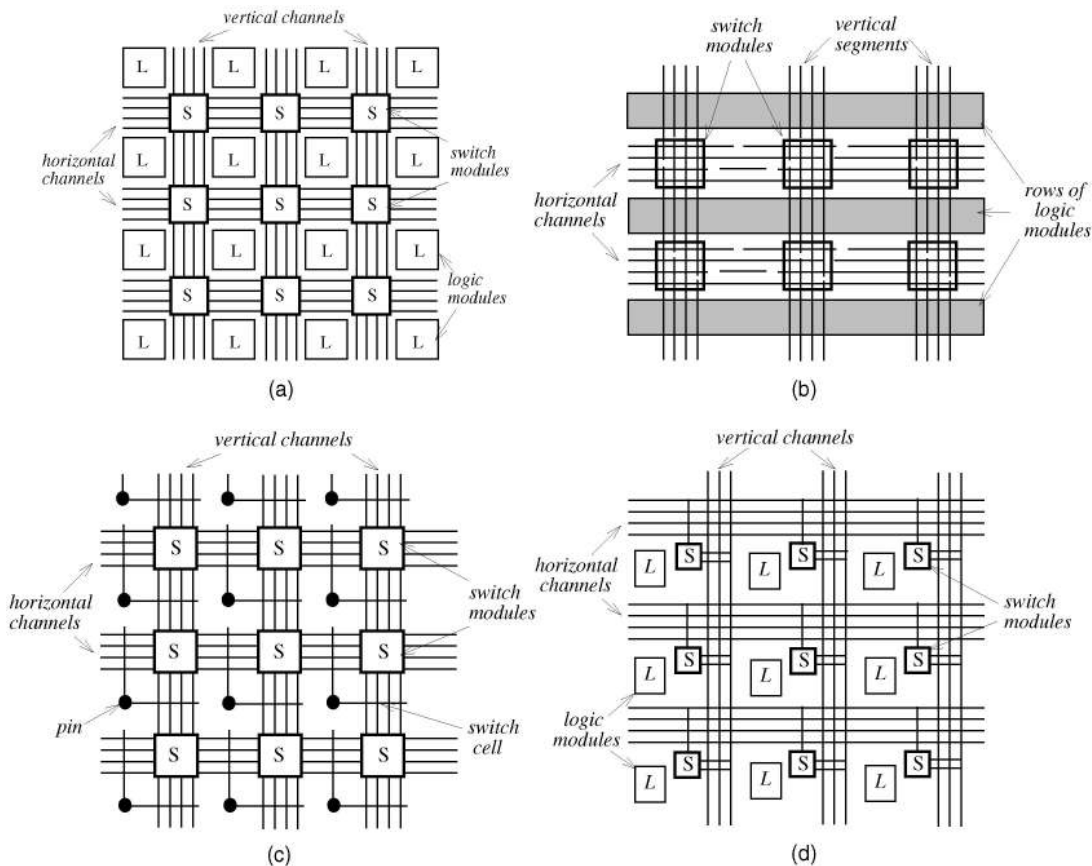 vertical channels
L L L L
S S S
horizontal
channels
L L L L
switch
modules
S S S
L L L L
logic
modules
S S S
L L L L
(a)
switch
modules
vertical
segments
horizontal
channels
rows of
logic
modules
(b)
vertical channels
S S S
horizontal
channels
switch
modules
S S S
pin
switch
cell
S S S
(c)
vertical channels
horizontal
channels
L S L S L S
switch
modules
L S L S L S
logic
modules
L S L S L S
(d)